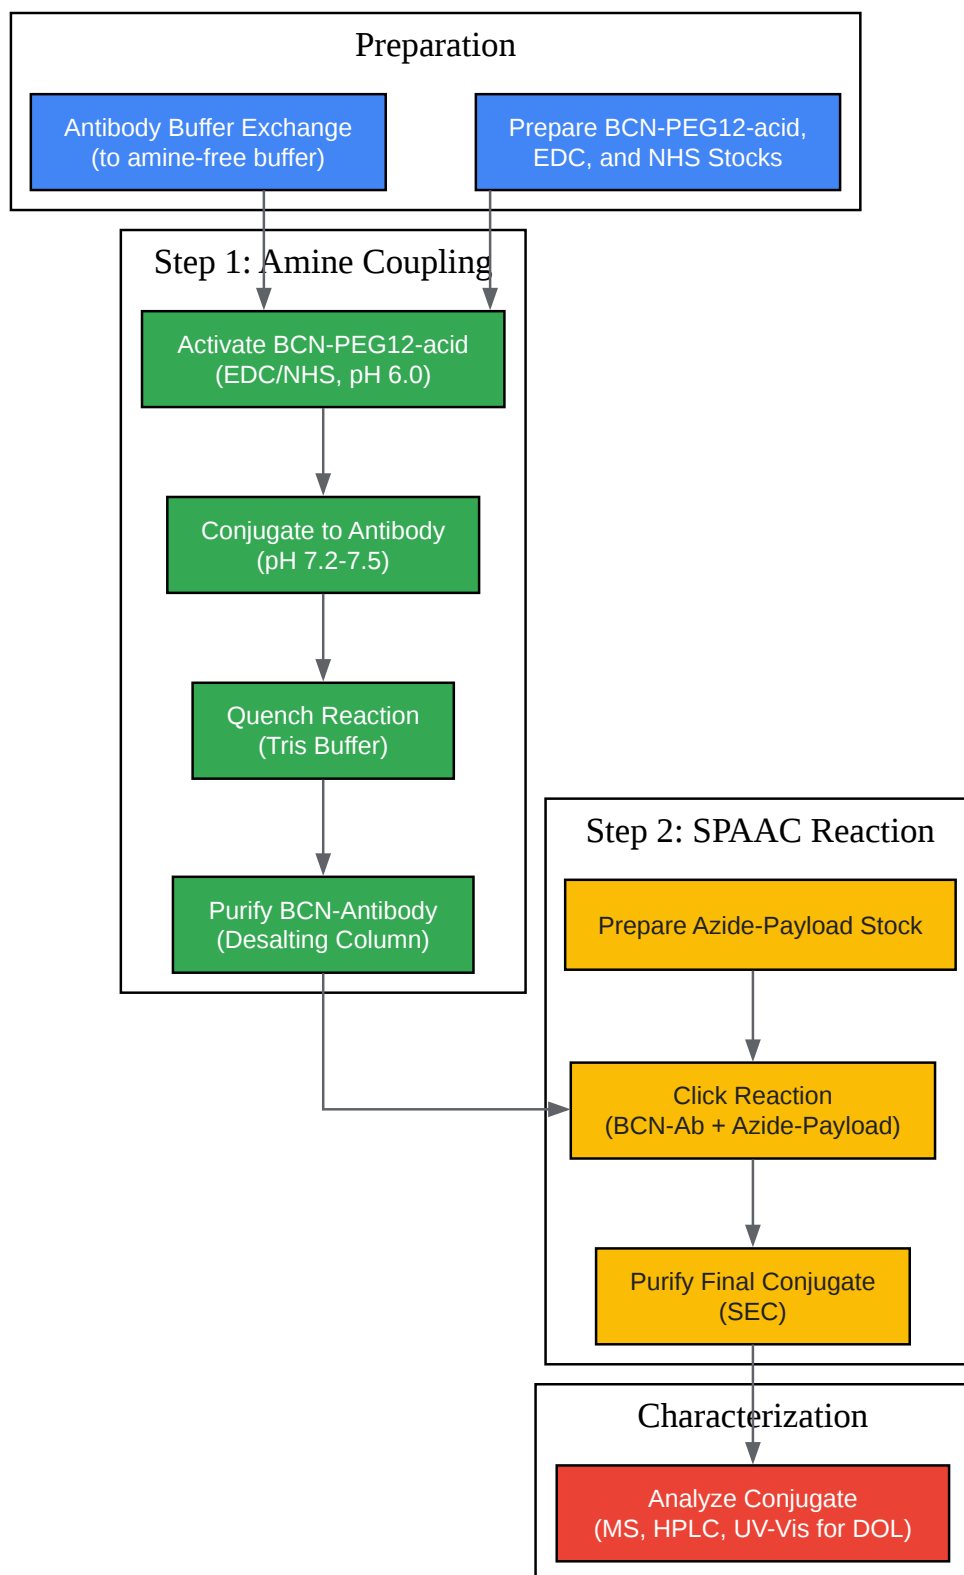 Preparation
Antibody Buffer Exchange
(to amine-free buffer)
Prepare BCN-PEG12-acid,
EDC, and NHS Stocks
Step 1: Amine Coupling
Activate BCN-PEG12-acid
(EDC/NHS, pH 6.0)
Conjugate to Antibody
(pH 7.2-7.5)
Quench Reaction
(Tris Buffer)
Purify BCN-Antibody
(Desalting Column)
Step 2: SPAAC Reaction
Prepare Azide-Payload Stock
Click Reaction
(BCN-Ab + Azide-Payload)
Purify Final Conjugate
(SEC)
Characterization
Analyze Conjugate
(MS, HPLC, UV-Vis for DOL)